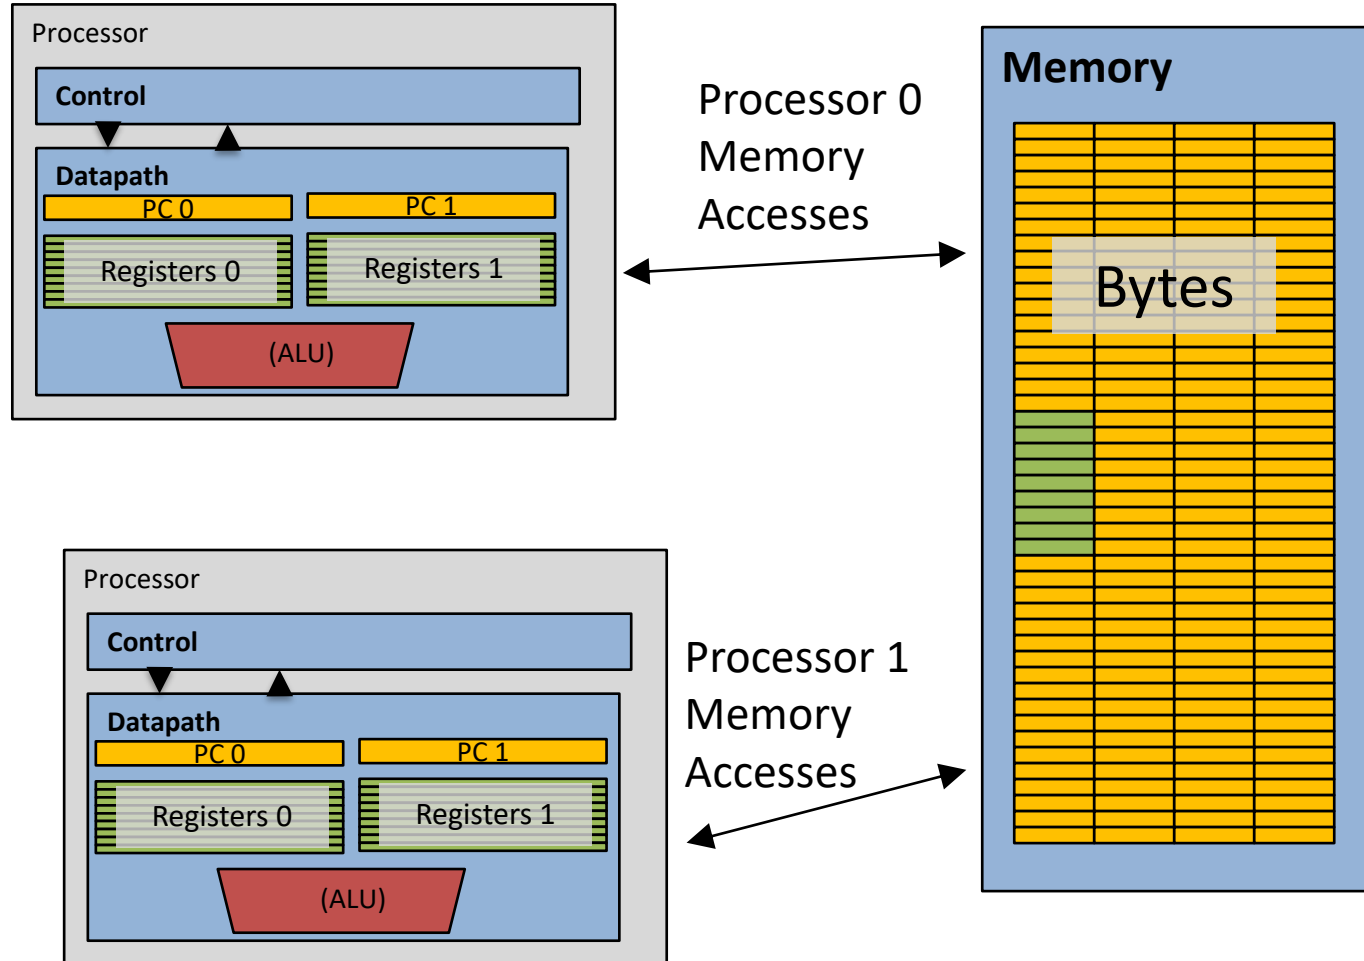 Processor
Control
Datapath
PC 0
PC 1
Registers 0
Registers 1
(ALU)
Processor 0
Memory
Accesses
Memory
Bytes
Processor
Control
Datapath
PC 0
PC 1
Registers 0
Registers 1
(ALU)
Processor 1
Memory
Accesses